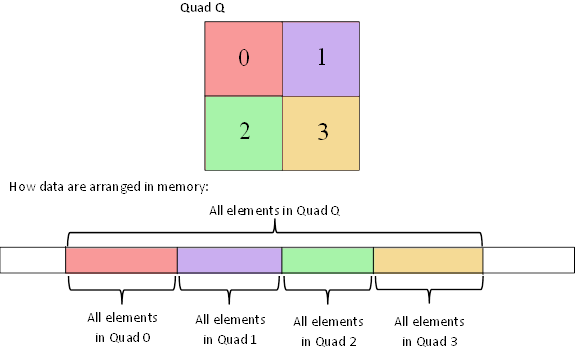 Quad Q
0 1
2 3
How data are arranged in memory:
All elements in Quad Q
All elements
in Quad 0
All elements
in Quad 1
All elements
in Quad 2
All elements
in Quad 3